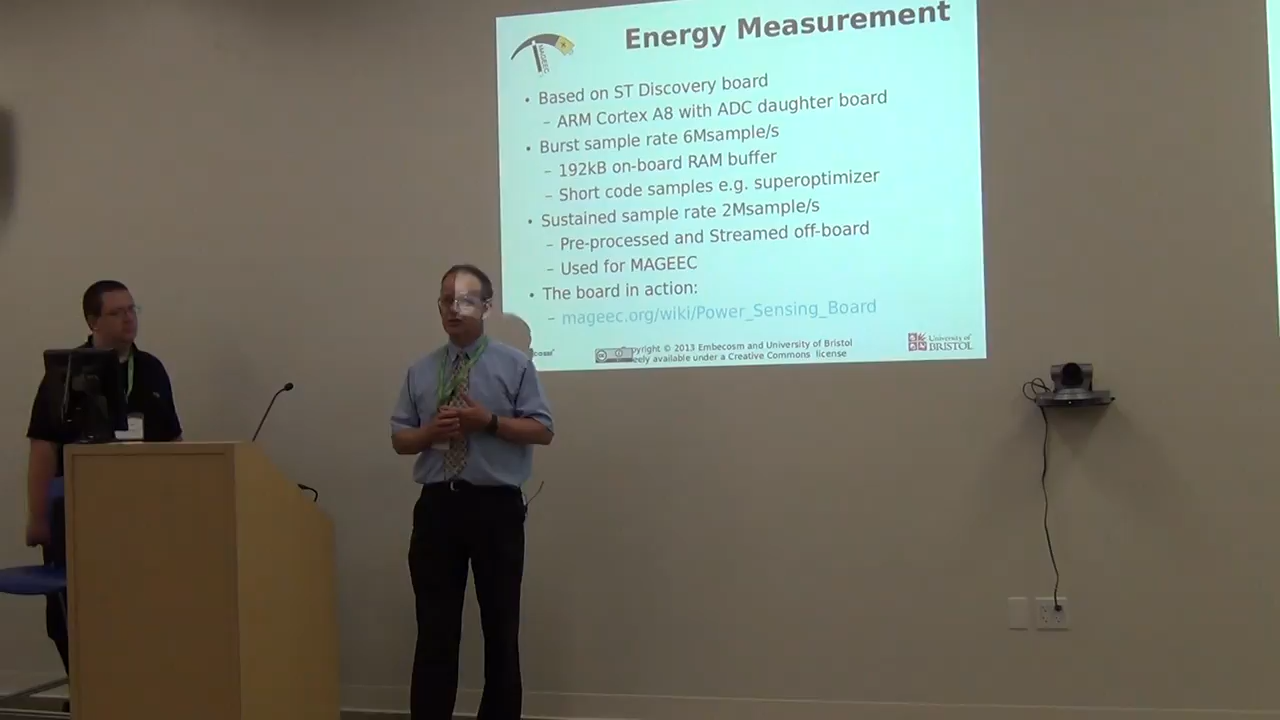 Energy Measurement
MAGEEC
• Based on ST Discovery board
– ARM Cortex A8 with ADC daughter board
• Burst sample rate 6Msample/s
– 192kB on-board RAM buffer
– Short code samples e.g. superoptimizer
• Sustained sample rate 2Msample/s
– Pre-processed and Streamed off-board
– Used for MAGEEC
• The board in action:
– mageec.org/wiki/Power_Sensing_Board
pyright © 2013 Embecosm and University of Bristol
eely available under a Creative Commons license
University of
BRISTOL